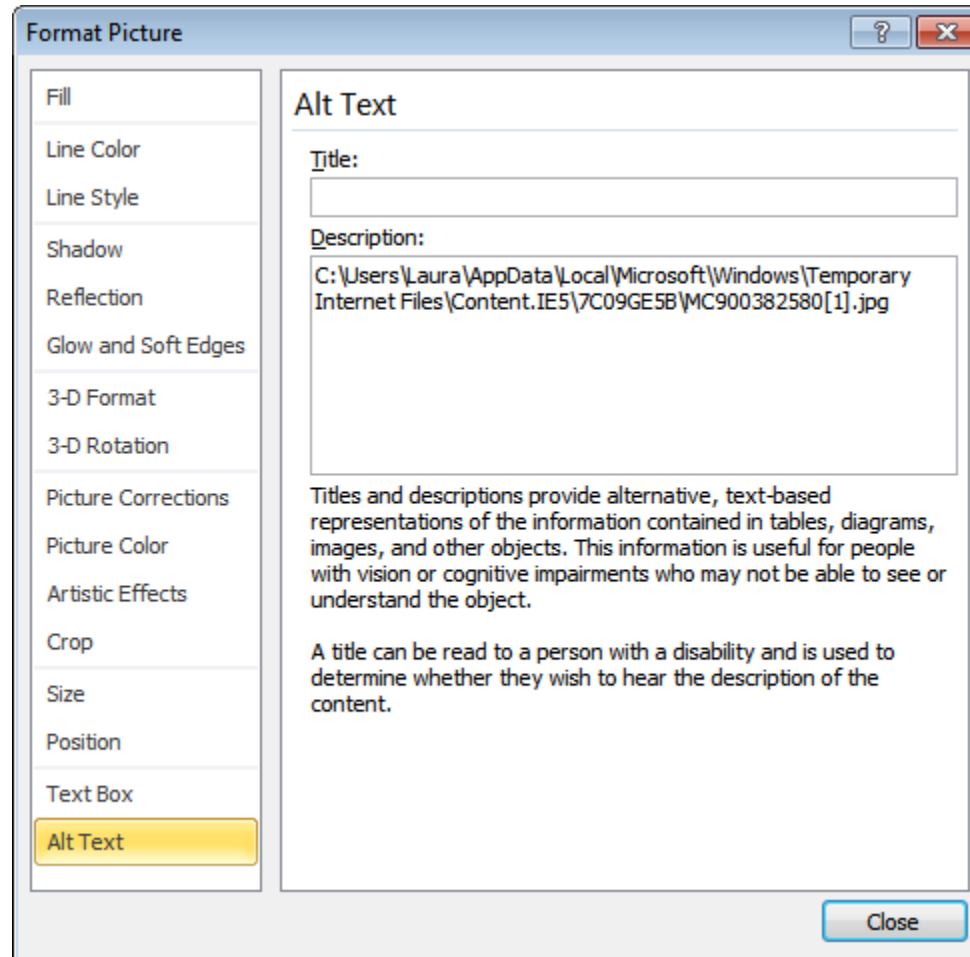 Format Picture
Fill
Line Color
Line Style
Shadow
Reflection
Glow and Soft Edges
3-D Format
3-D Rotation
Picture Corrections
Picture Color
Artistic Effects
Crop
Size
Position
Text Box
Alt Text
Alt Text
Title:
Description:
C:\Users\Laura\AppData\Local\Microsoft\Windows\Temporary
Internet Files\Content.IE5\7C09GE5B\MC900382580[1].jpg
Titles and descriptions provide alternative, text-based
representations of the information contained in tables, diagrams,
images, and other objects. This information is useful for people
with vision or cognitive impairments who may not be able to see or
understand the object.
A title can be read to a person with a disability and is used to
determine whether they wish to hear the description of the
content.
Close